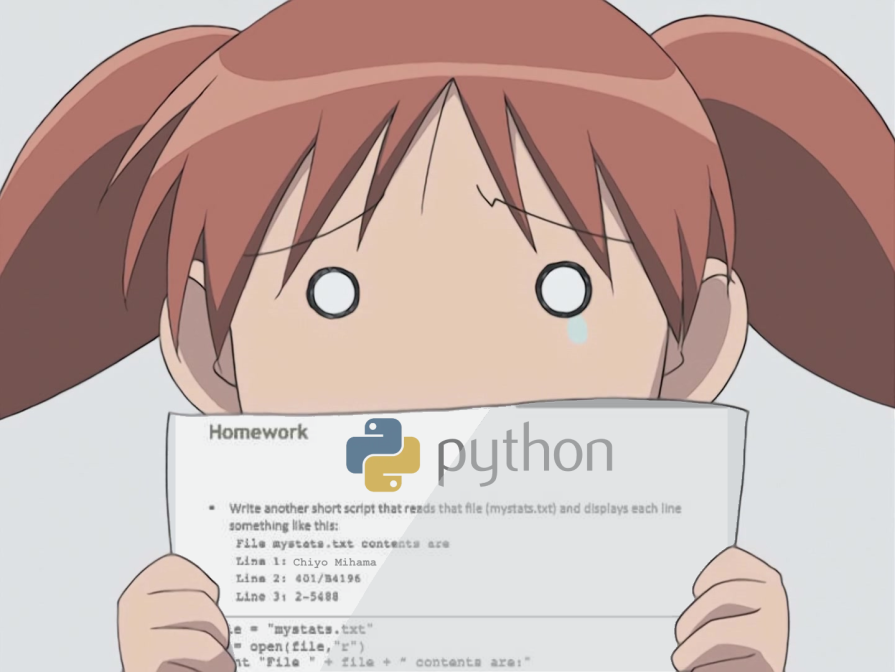 Homework
python
• Write another short script that reads that file (mystats.txt) and displays each line
something like this:
File mystats.txt contents are
Line 1: Chiyo Mihama
Line 2: 401/B4196
Line 3: 2-5488
e = "mystats.txt"
= open(file,"r")
nt "File " + file + " contents are:"